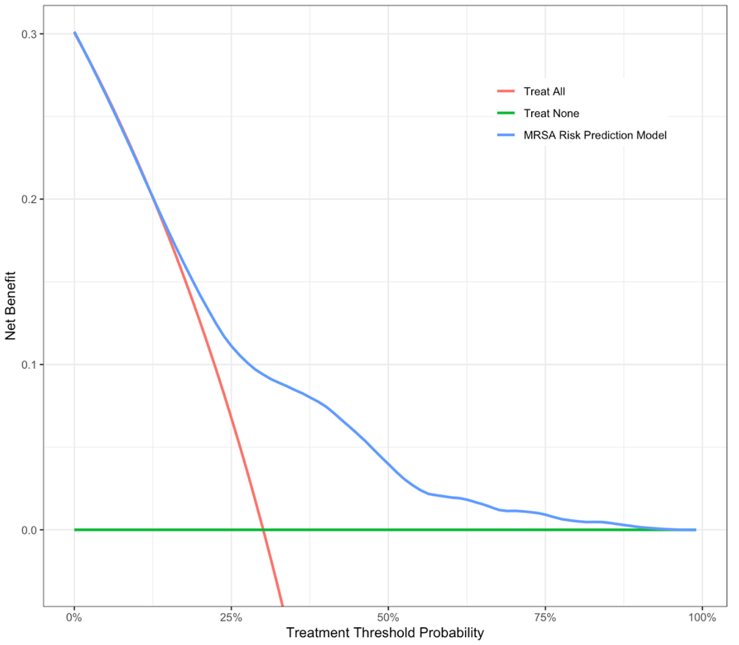 0.3
0.2
0.1
0.0
Net Benefit
Treat All
Treat None
MRSA Risk Prediction Model
0%
25%
50%
75%
100%
Treatment Threshold Probability